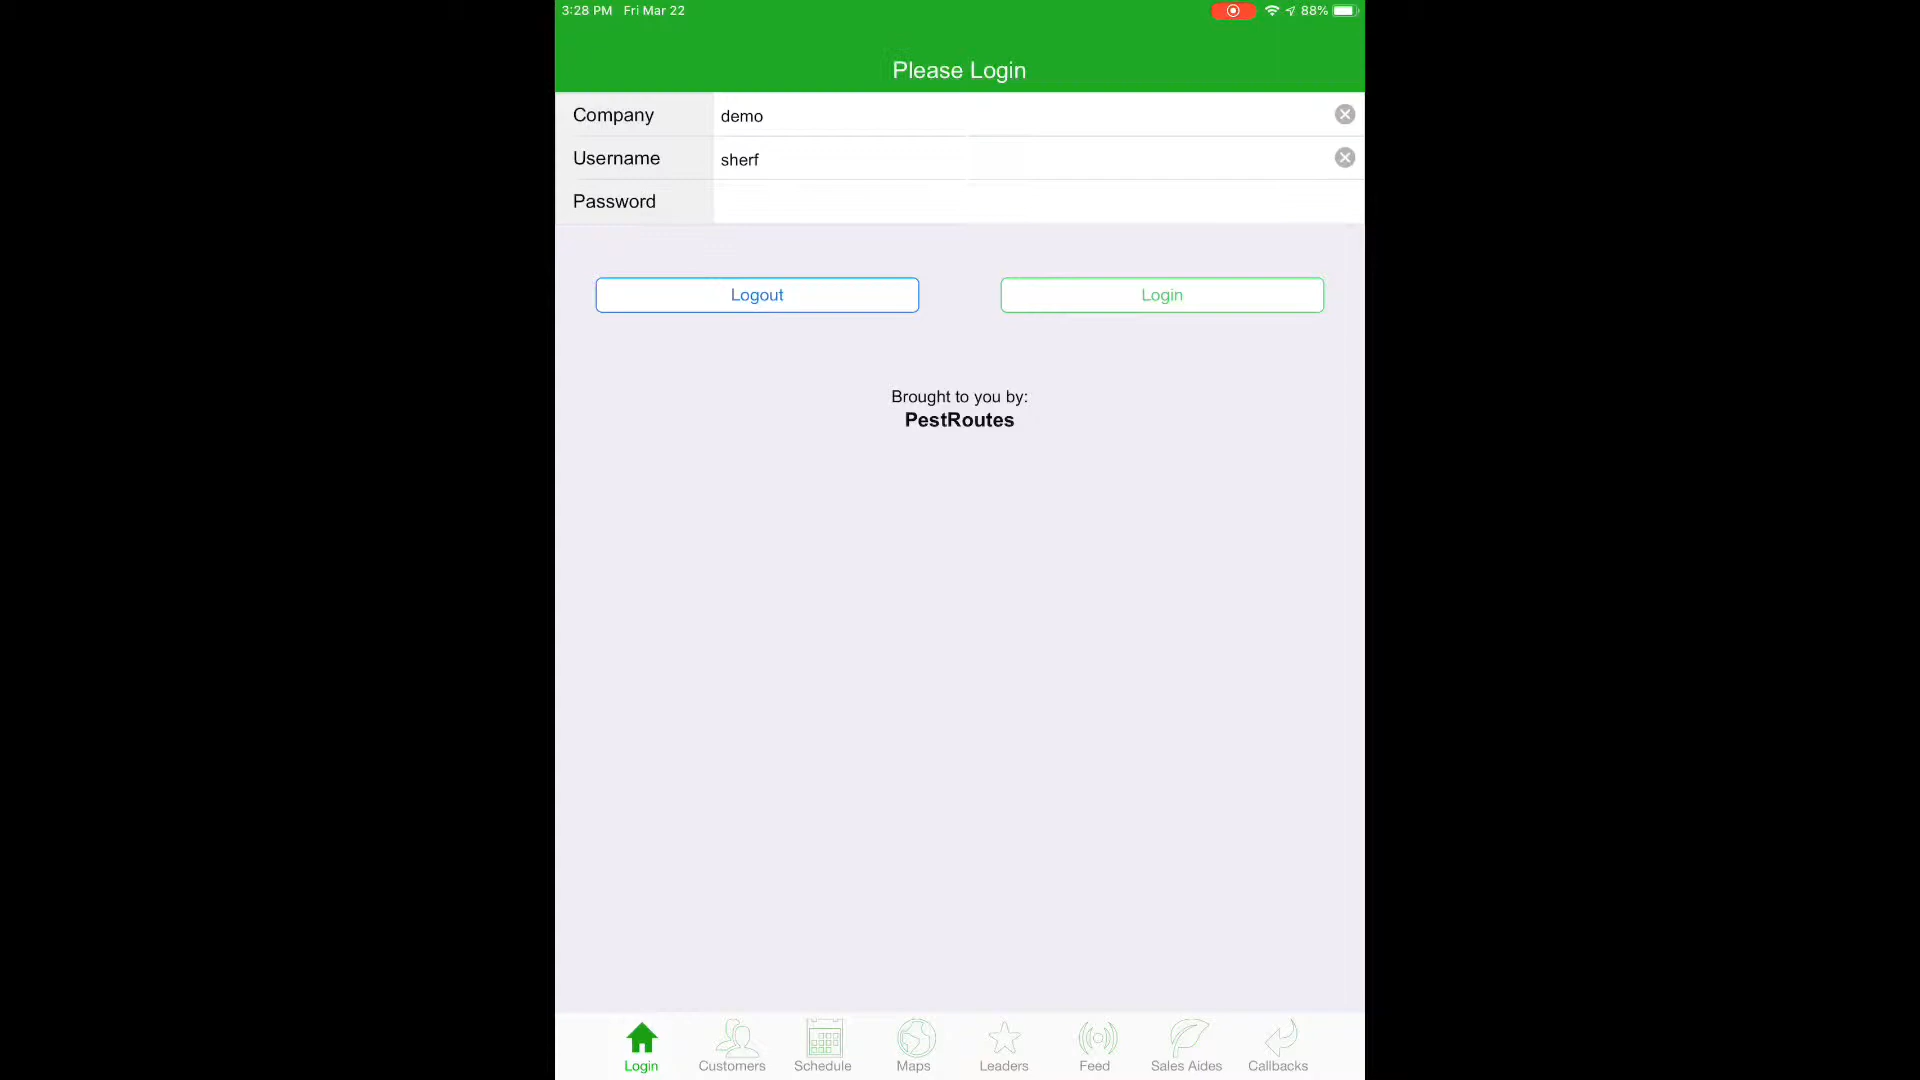 3:28 PM Fri Mar 22 88%
Please Login
Company demo
Username sherf
Password
Logout Login
Brought to you by:
PestRoutes
Login Customers Schedule Maps Leaders Feed Sales Aides Callbacks